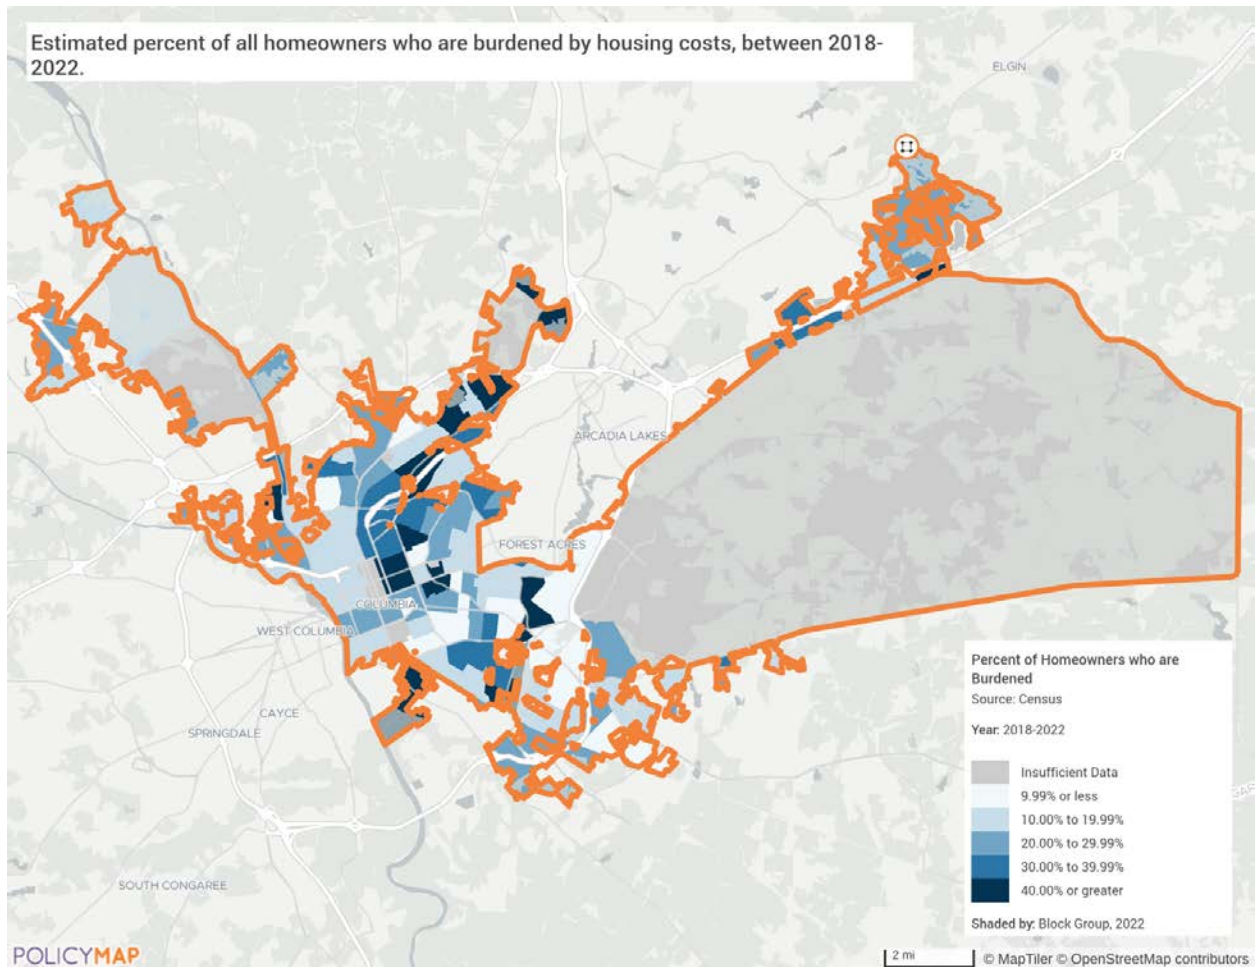 Estimated percent of all homeowners who are burdened by housing costs, between 2018-
2022.
ELGIN
ARCADIA LAKES
FOREST ACRES
COLUMBIA
WEST COLUMBIA
CAYCE
SPRINGDALE
SOUTH CONGAREE
Percent of Homeowners who are
Burdened
Source: Census
Year: 2018-2022
Insufficient Data
9.99% or less
10.00% to 19.99%
20.00% to 29.99%
30.00% to 39.99%
40.00% or greater
Shaded by: Block Group, 2022
POLICYMAP
2 mi
© MapTiler © OpenStreetMap contributors